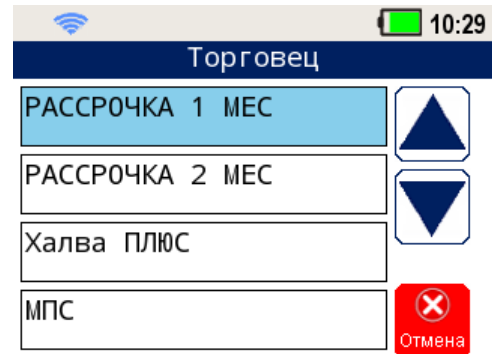 10:29
Торговец
РАССРОЧКА 1 МЕС
РАССРОЧКА 2 МЕС
Халва ПЛЮС
МПС
Отмена